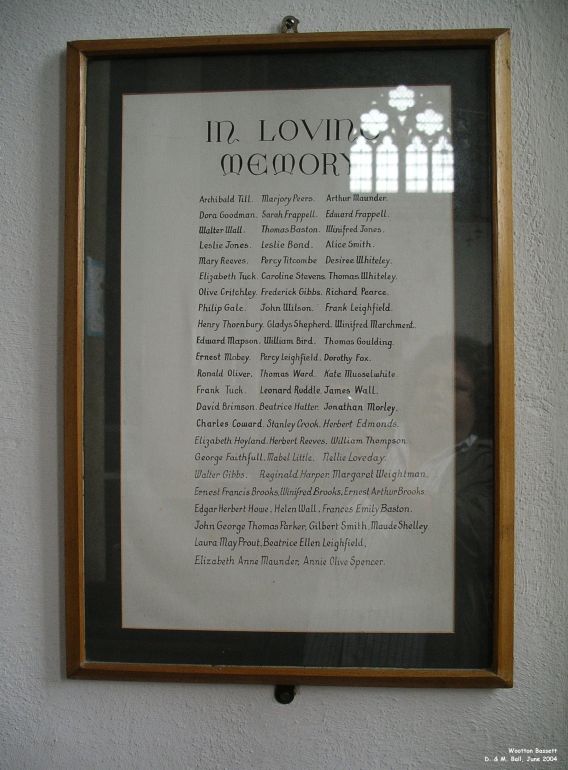 IN LOVING
MEMORY
Archibald Till. Marjory Peers. Arthur Maunder.
Dora Goodman. Sarah Frappell. Edward Frappell.
Walter Wall. Thomas Baston. Winifred Jones.
Leslie Jones. Leslie Bond. Alice Smith.
Mary Reeves. Percy Titcombe Desiree Whiteley.
Elizabeth Tuck. Caroline Stevens. Thomas Whiteley.
Olive Critchley. Frederick Gibbs. Richard Pearce.
Philip Gale. John Wilson. Frank Leighfield.
Henry Thornbury. Gladys Shepherd. Winifred Marchment.
Edward Mapson. William Bird. Thomas Goulding.
Ernest Mobey. Percy Leighfield. Dorothy Fox.
Ronald Oliver. Thomas Ward. Kate Musselwhite.
Frank Tuck. Leonard Ruddle. James Wall.
David Brimson. Beatrice Hatter. Jonathan Morley.
Charles Coward. Stanley Crook. Herbert Edmonds.
Elizabeth Hoyland. Herbert Reeves. William Thompson.
George Faithfull. Mabel Little. Nellie Loveday.
Walter Gibbs. Reginald Harper. Margaret Weightman.
Ernest Francis Brooks, Winifred Brooks, Ernest Arthur Brooks.
Edgar Herbert Howe, Helen Wall, Frances Emily Baston.
John George Thomas Parker, Gilbert Smith, Maude Shelley.
Laura May Prout, Beatrice Ellen Leighfield,
Elizabeth Anne Maunder, Annie Olive Spencer.
Wootton Bassett
D. & M. Ball, June 2004